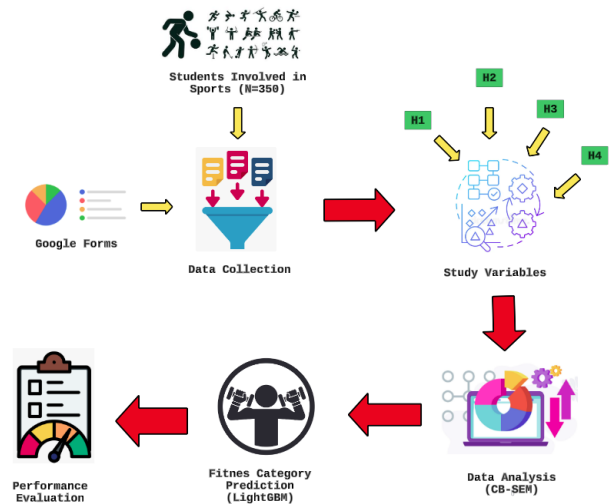 Students Involved in
Sports (N=350)
H2
H1
H3
H4
Google Forms
Data Collection
Study Variables
Fitnes Category
Prediction
(LightGBM)
Data Analysis
(CB-SEM)
Performance
Evaluation